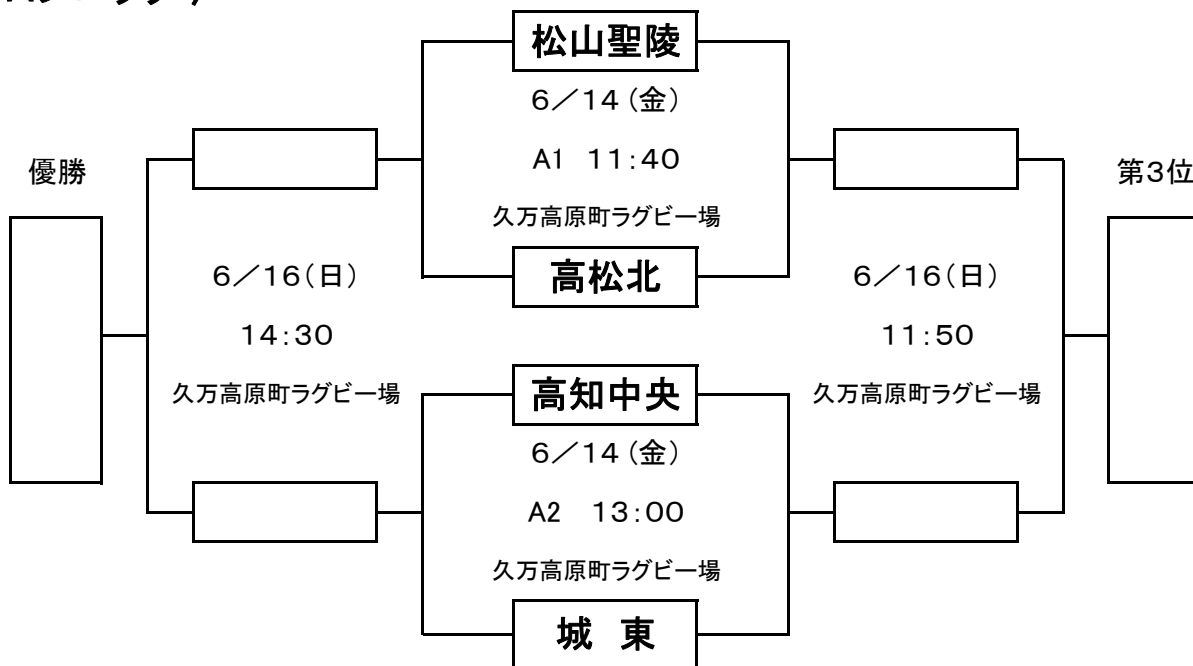 松山聖陵
6／14（金）
A1 11:40
久万高原町ラグビー場
高松北
優勝
6／16（日）
14:30
久万高原町ラグビー場
第3位
6／16（日）
11:50
久万高原町ラグビー場
高知中央
6／14（金）
A2 13:00
久万高原町ラグビー場
城 東